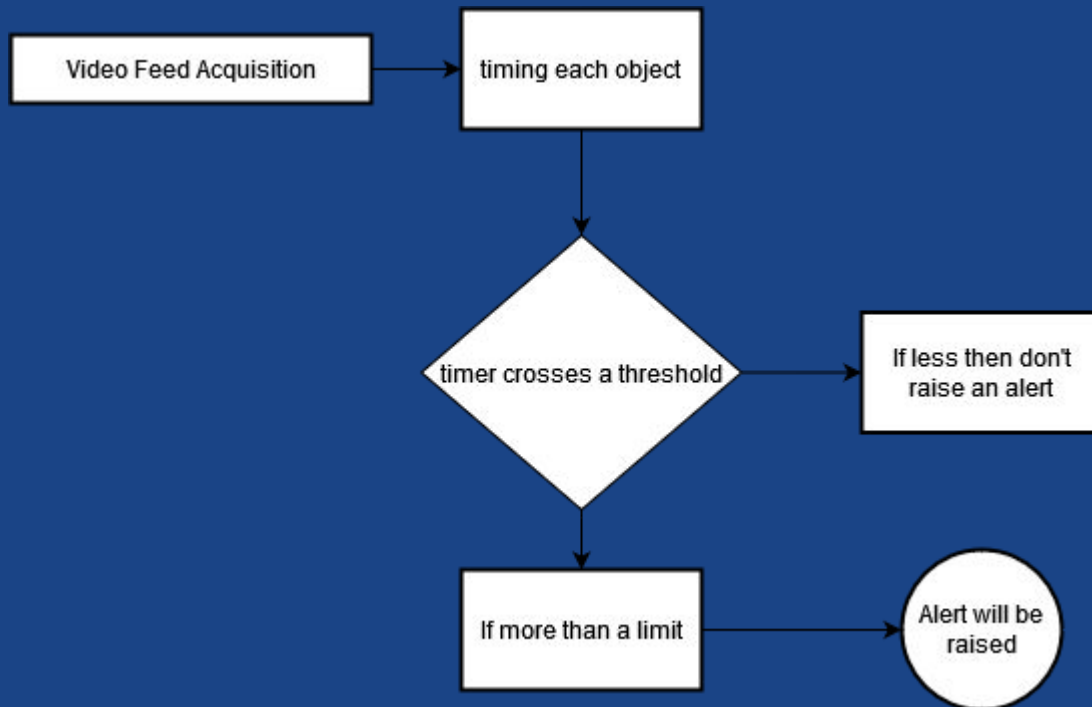 Video Feed Acquisition
timing each object
timer crosses a threshold
If less then don't
raise an alert
If more than a limit
Alert will be
raised